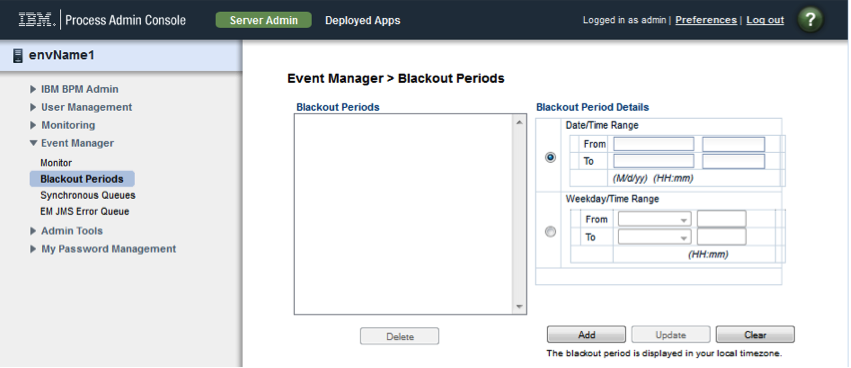 IBM. Process Admin Console Server Admin Deployed Apps Logged in as admin | Preferences | Log out ?
envName1
IBM BPM Admin
User Management
Monitoring
Event Manager
Monitor
Blackout Periods
Synchronous Queues
EM JMS Error Queue
Admin Tools
My Password Management
Event Manager > Blackout Periods
Blackout Periods
Delete
Blackout Period Details
Date/Time Range
From
To
(M/d/yy) (HH:mm)
Weekday/Time Range
From
To
(HH:mm)
Add Update Clear
The blackout period is displayed in your local timezone.